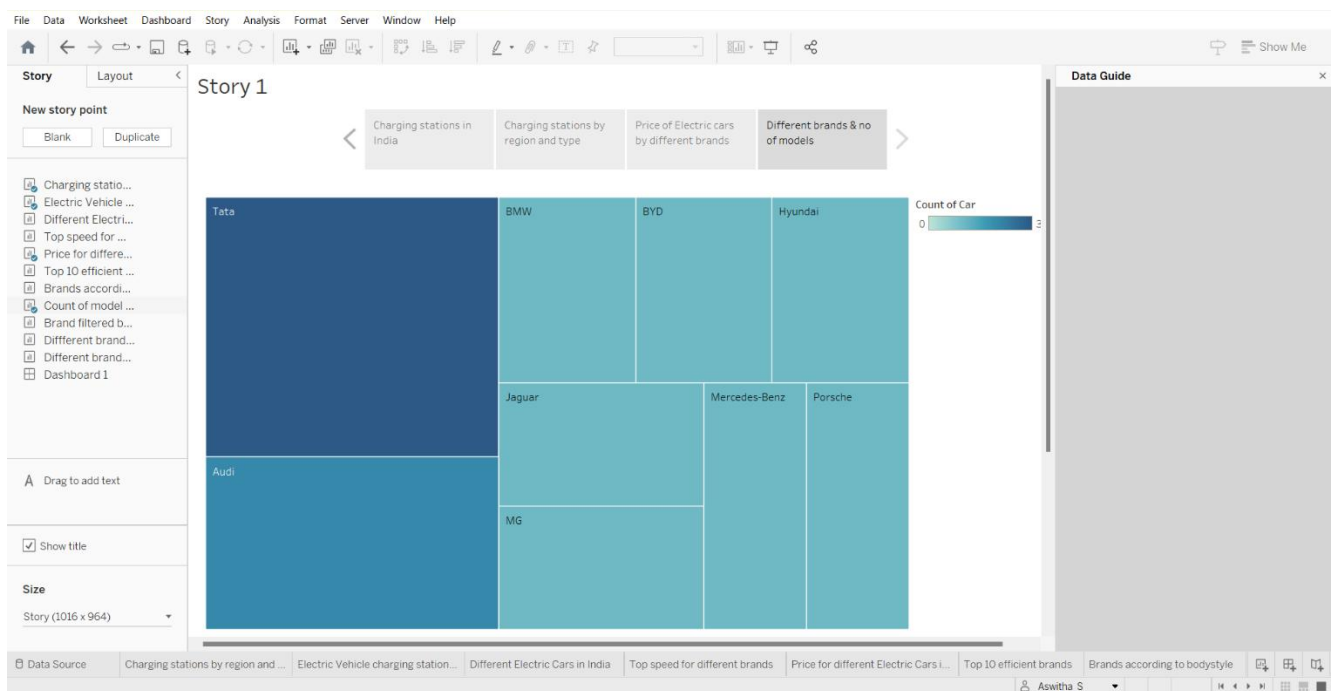 File Data Worksheet Dashboard Story Analysis Format Server Window Help
Show Me
Story Layout
New story point
Blank Duplicate
Charging statio...
Electric Vehicle ...
Different Electri...
Top speed for ...
Price for differe...
Top 10 efficient ...
Brands accordi...
Count of model ...
Brand filtered b...
Diffferent brand...
Different brand...
Dashboard 1
A Drag to add text
Show title
Size
Story (1016 x 964)
Story 1
Charging stations in
India
Charging stations by
region and type
Price of Electric cars
by different brands
Different brands & no
of models
Tata
BMW
BYD
Hyundai
Jaguar
Mercedes-Benz
Porsche
Audi
MG
Count of Car
0 3
Data Guide
Data Source Charging stations by region and ... Electric Vehicle charging station... Different Electric Cars in India Top speed for different brands Price for different Electric Cars i... Top 10 efficient brands Brands according to bodystyle
Aswitha S